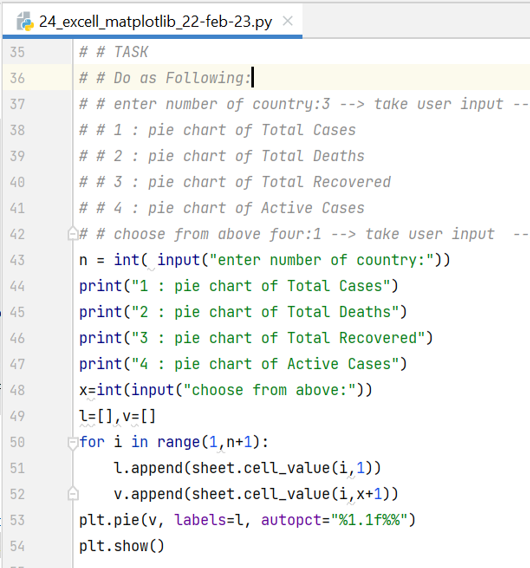 24_excell_matplotlib_22-feb-23.py
35 # # TASK
36 # # Do as Following:
37 # # enter number of country:3 --> take user input --
38 # # 1 : pie chart of Total Cases
39 # # 2 : pie chart of Total Deaths
40 # # 3 : pie chart of Total Recovered
41 # # 4 : pie chart of Active Cases
42 # # choose from above four:1 --> take user input  --
43 n = int( input("enter number of country:"))
44 print("1 : pie chart of Total Cases")
45 print("2 : pie chart of Total Deaths")
46 print("3 : pie chart of Total Recovered")
47 print("4 : pie chart of Active Cases")
48 x=int(input("choose from above:"))
49 l=[],v=[]
50 for i in range(1,n+1):
51     l.append(sheet.cell_value(i,1))
52     v.append(sheet.cell_value(i,x+1))
53 plt.pie(v, labels=l, autopct="%1.1f%%")
54 plt.show()